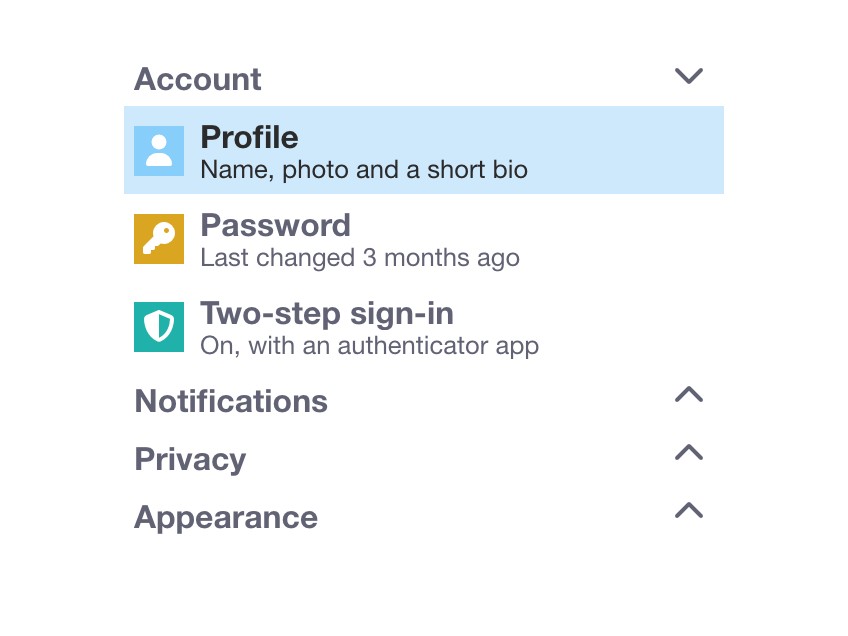 Account
Profile
Name, photo and a short bio
Password
Last changed 3 months ago
Two-step sign-in
On, with an authenticator app
Notifications
Privacy
Appearance